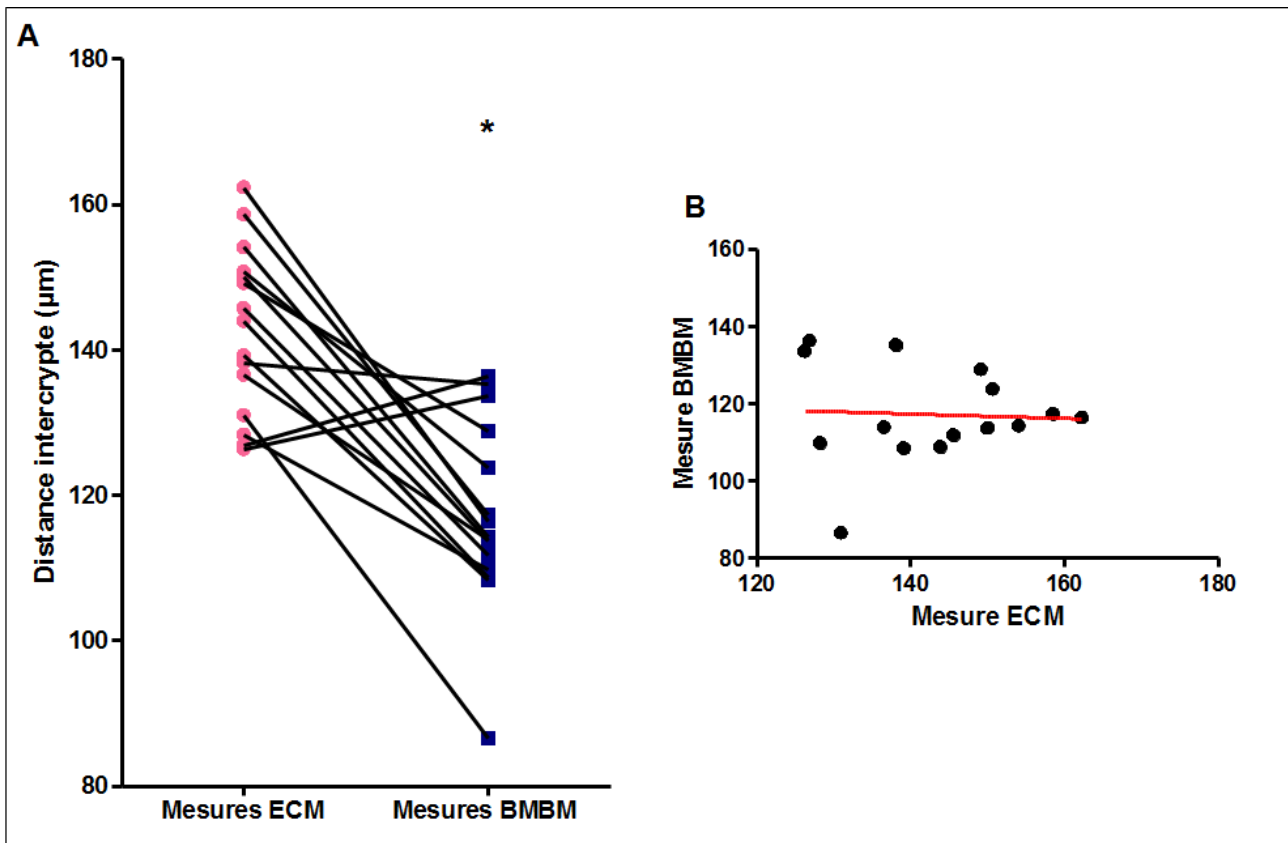 A
180
160
140
120
100
80
Distance intercrypte (µm)
*
Mesures ECM
Mesures BMBM
B
160
140
120
100
80
Mesure BMBM
120
140
160
180
Mesure ECM